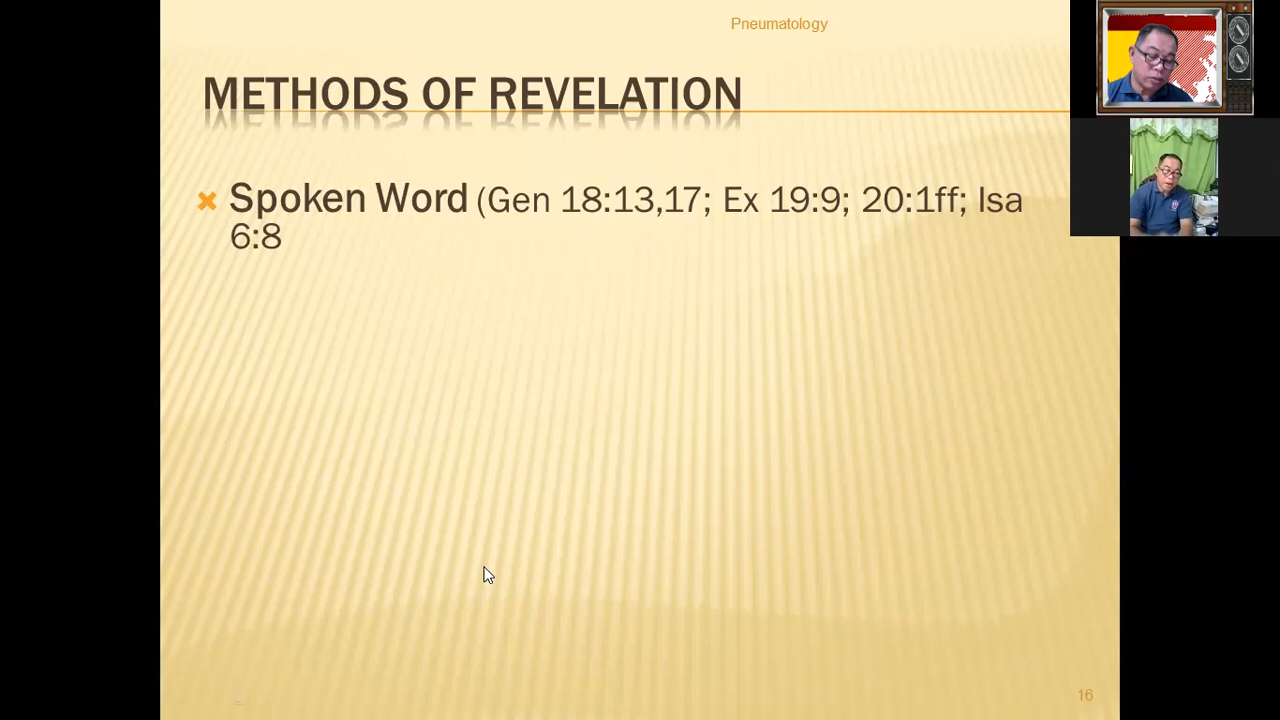 Pneumatology
METHODS OF REVELATION
Spoken Word (Gen 18:13,17; Ex 19:9; 20:1ff; Isa
6:8
16